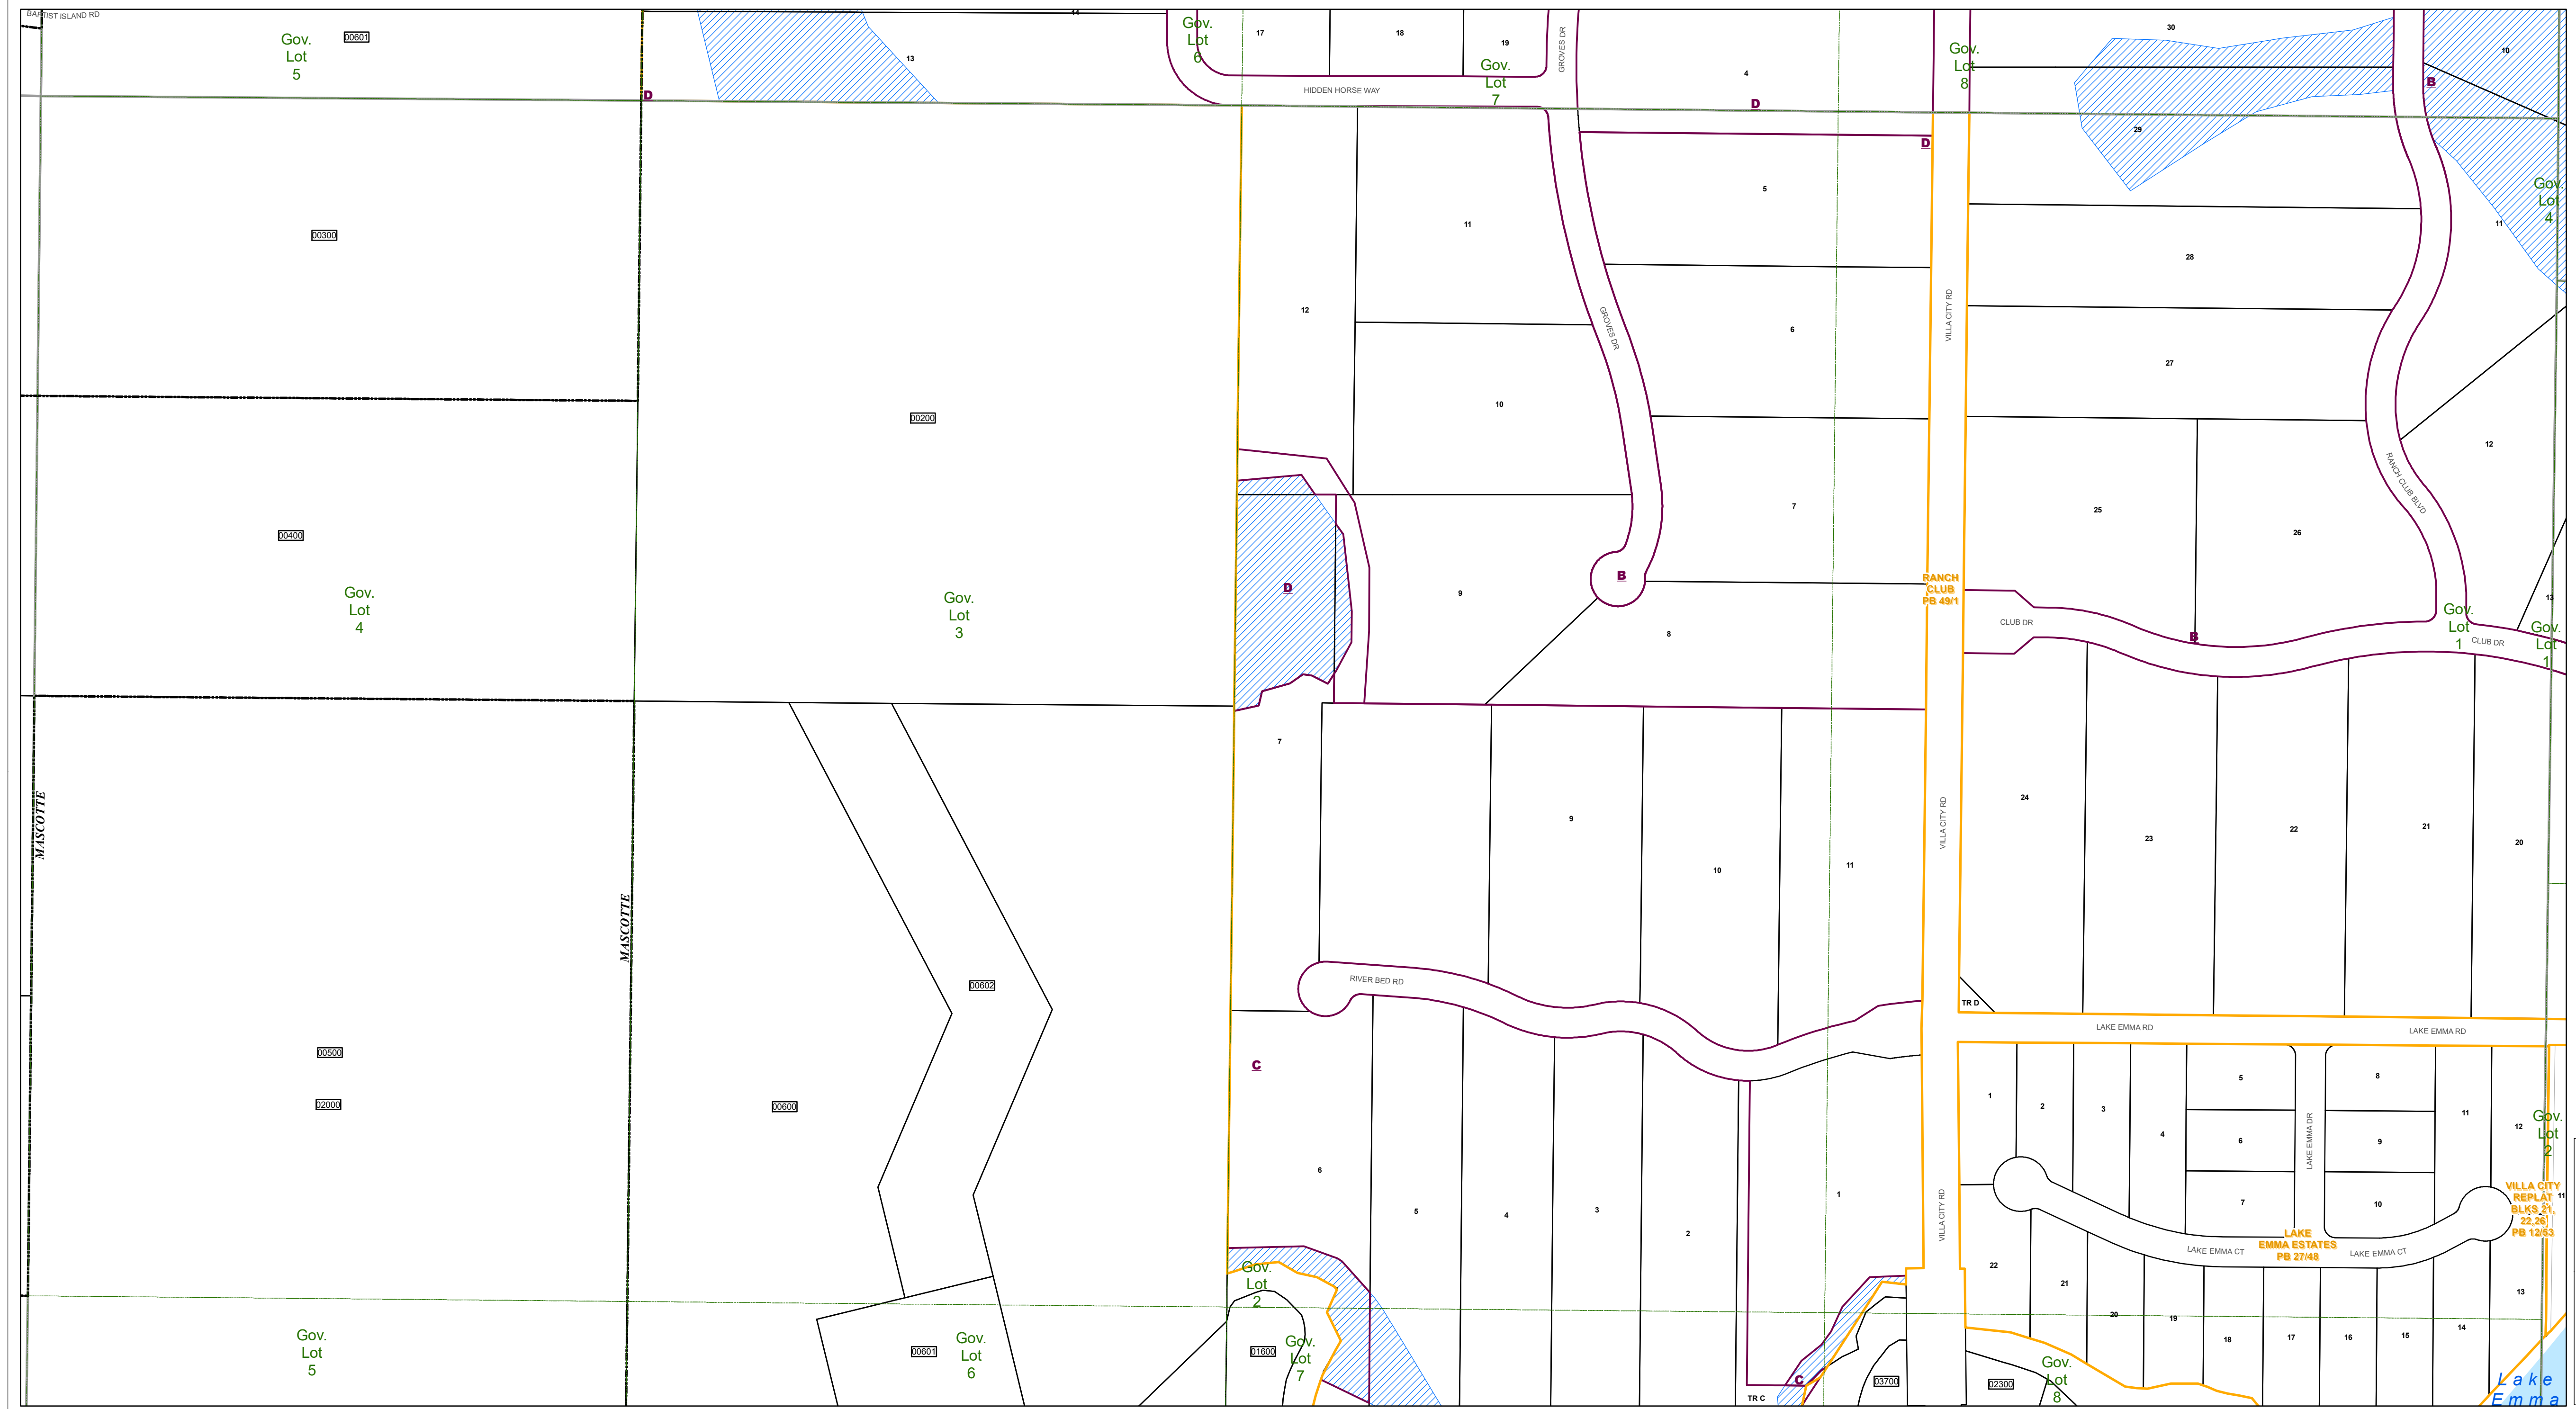 BAPTIST ISLAND RD
Gov.
Lot
5
00601
14
13
D
Gov.
Lot
6
17
18
19
Gov.
Lot
7
GROVES DR
HIDDEN HORSE WAY
4
D
Gov.
Lot
8
D
30
29
10
B
Gov.
Lot
4
11
00300
00200
12
11
10
GROVES DR
5
6
7
VILLA CITY RD
28
27
25
26
12
RANCH CLUB BLVD
00400
Gov.
Lot
4
Gov.
Lot
3
D
9
B
8
RANCH
CLUB
PB 49/1
CLUB DR
B
Gov.
Lot
1
CLUB DR
13
Gov.
Lot
1
MASCOTTE
MASCOTTE
7
9
10
11
VILLA CITY RD
24
23
22
21
20
00602
RIVER BED RD
TR D
LAKE EMMA RD
LAKE EMMA RD
00500
02000
00600
C
6
5
4
3
2
1
VILLA CITY RD
1
2
3
4
5
6
7
LAKE EMMA DR
8
9
10
11
12
Gov.
Lot
2
VILLA CITY
REPLAT
BLKS 21,
22,26
PB 12/53
11
LAKE EMMA CT
LAKE
EMMA ESTATES
PB 27/48
LAKE EMMA CT
22
21
20
19
18
17
16
15
14
13
Gov.
Lot
5
00601
Gov.
Lot
6
Gov.
Lot
2
01600
Gov.
Lot
7
TR C
C
03700
02300
Gov.
Lot
8
Lake
Emma